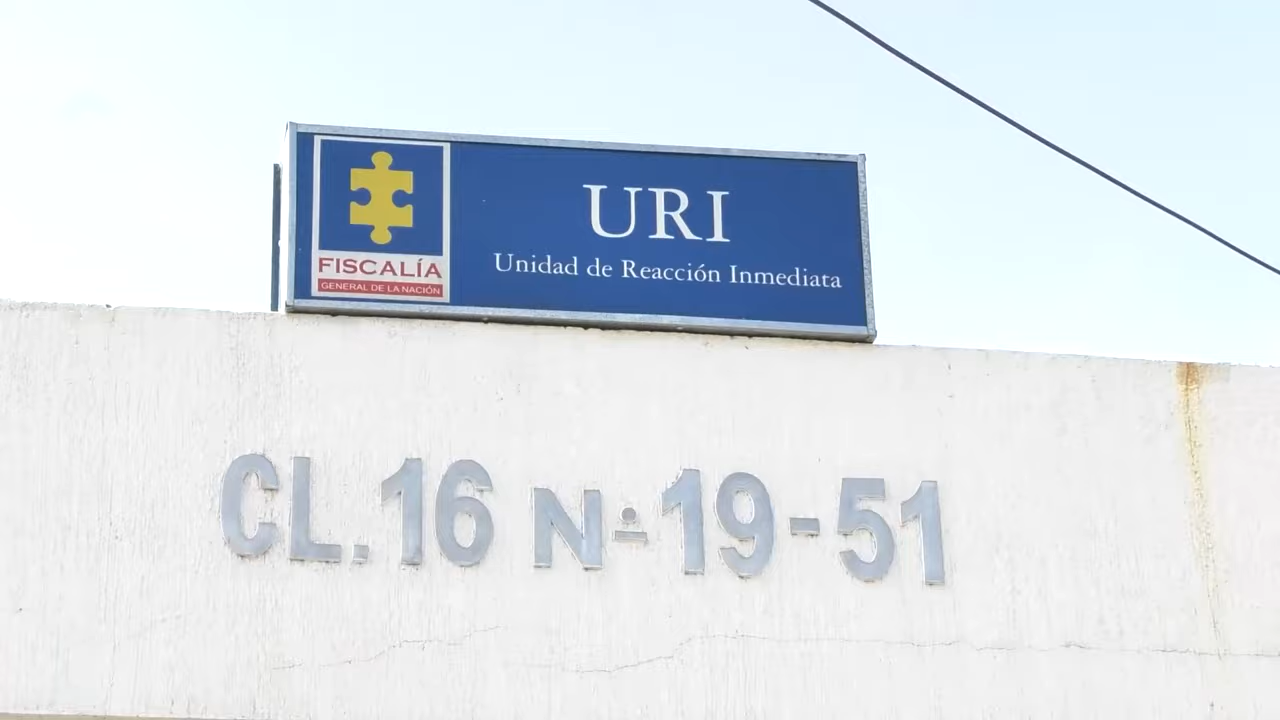 FISCALÍA
GENERAL DE LA NACIÓN
URI
Unidad de Reacción Inmediata
CL. 16 Nº 19-51